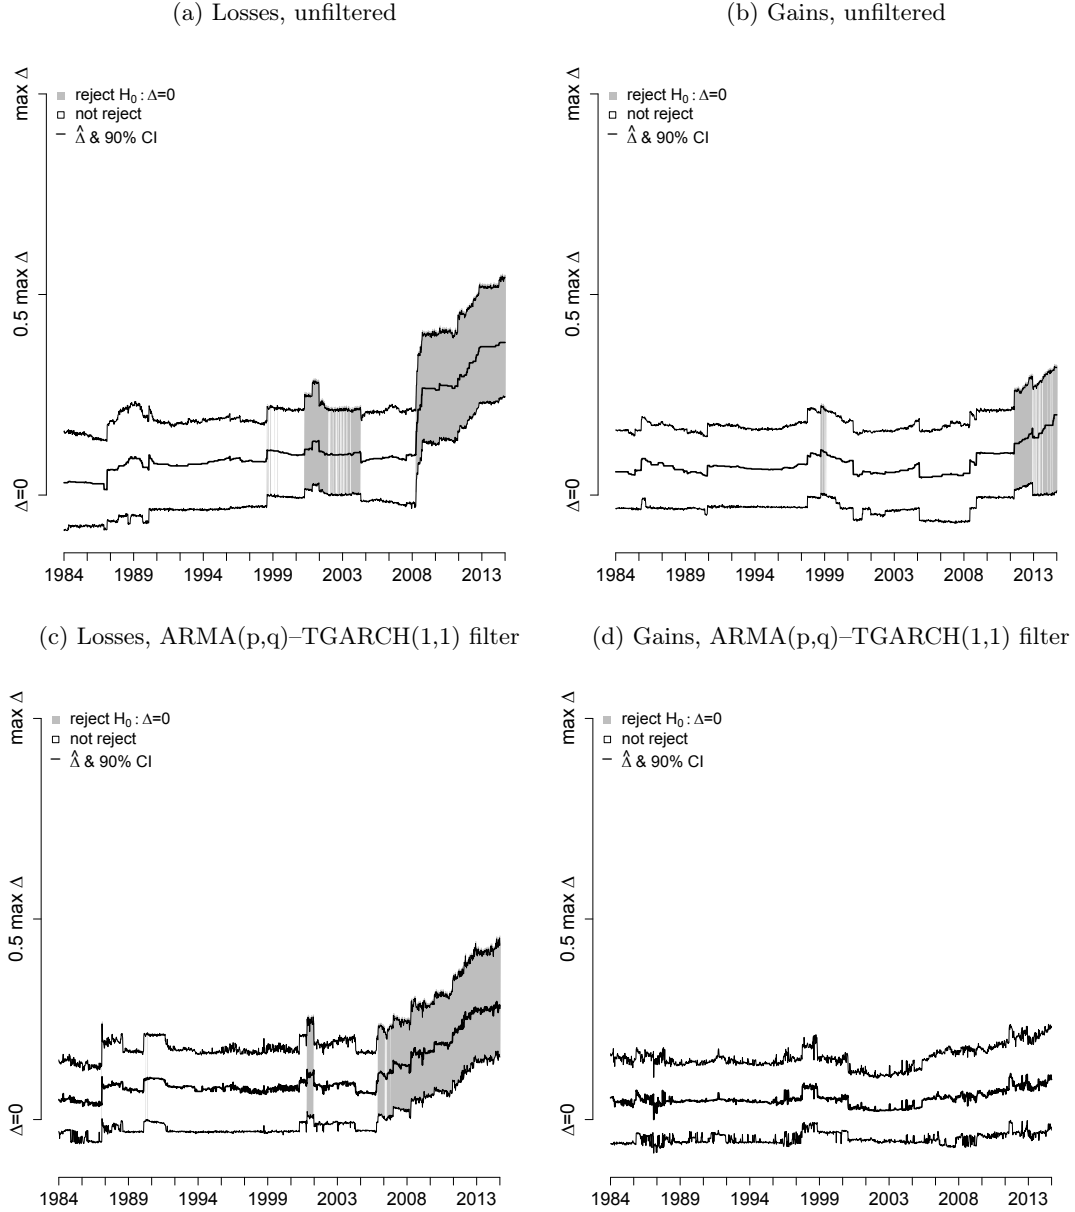 (a) Losses, unfiltered
max Δ
0.5 max Δ
Δ=0
reject H₀ : Δ=0
not reject
Δ̂ & 90% CI
1984 1989 1994 1999 2003 2008 2013
(b) Gains, unfiltered
max Δ
0.5 max Δ
Δ=0
reject H₀ : Δ=0
not reject
Δ̂ & 90% CI
1984 1989 1994 1999 2003 2008 2013
(c) Losses, ARMA(p,q)–TGARCH(1,1) filter
max Δ
0.5 max Δ
Δ=0
reject H₀ : Δ=0
not reject
Δ̂ & 90% CI
1984 1989 1994 1999 2003 2008 2013
(d) Gains, ARMA(p,q)–TGARCH(1,1) filter
max Δ
0.5 max Δ
Δ=0
reject H₀ : Δ=0
not reject
Δ̂ & 90% CI
1984 1989 1994 1999 2003 2008 2013